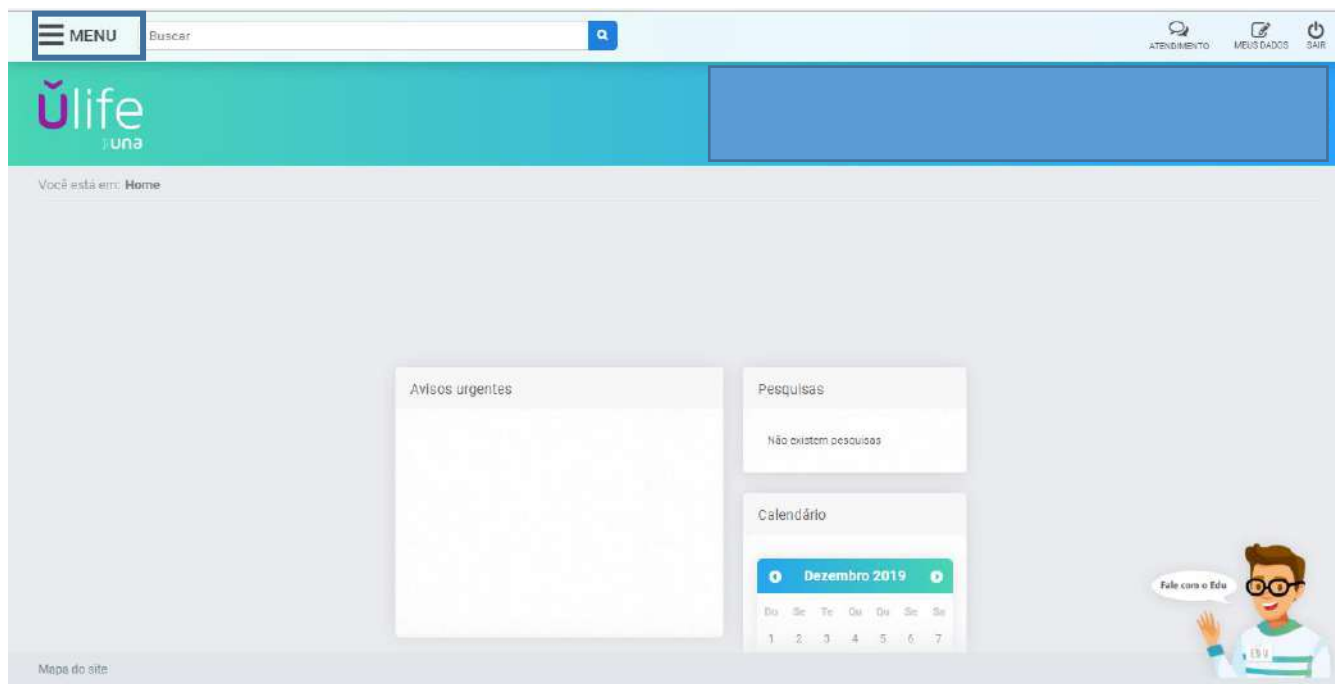 MENU
Buscar
ATENDIMENTO
MEUS DADOS
SAIR
ŭlife
una
Você está em: Home
Avisos urgentes
Pesquisas
Não existem pesquisas
Calendário
Dezembro 2019
Do Se Te Qu Qu Se Sa
1 2 3 4 5 6 7
Fale com o Edu
EDU
Mapa do site